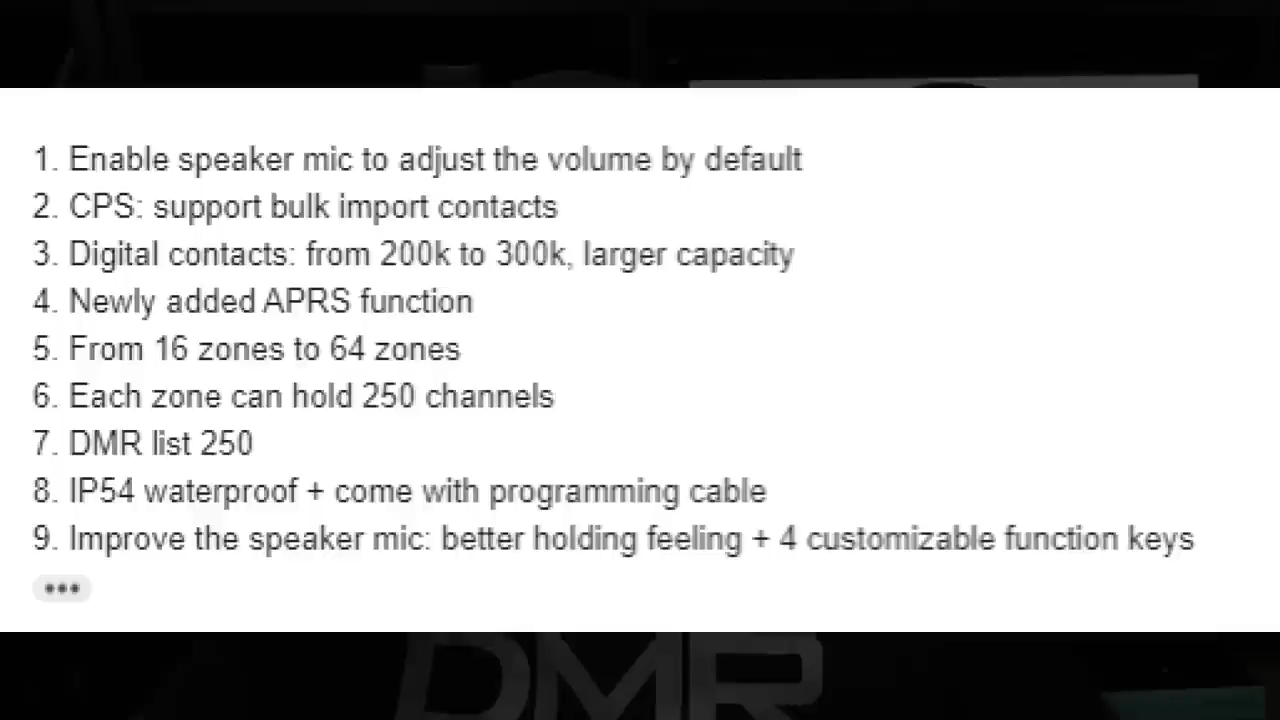 1. Enable speaker mic to adjust the volume by default
2. CPS: support bulk import contacts
3. Digital contacts: from 200k to 300k, larger capacity
4. Newly added APRS function
5. From 16 zones to 64 zones
6. Each zone can hold 250 channels
7. DMR list 250
8. IP54 waterproof + come with programming cable
9. Improve the speaker mic: better holding feeling + 4 customizable function keys
•••
DMR